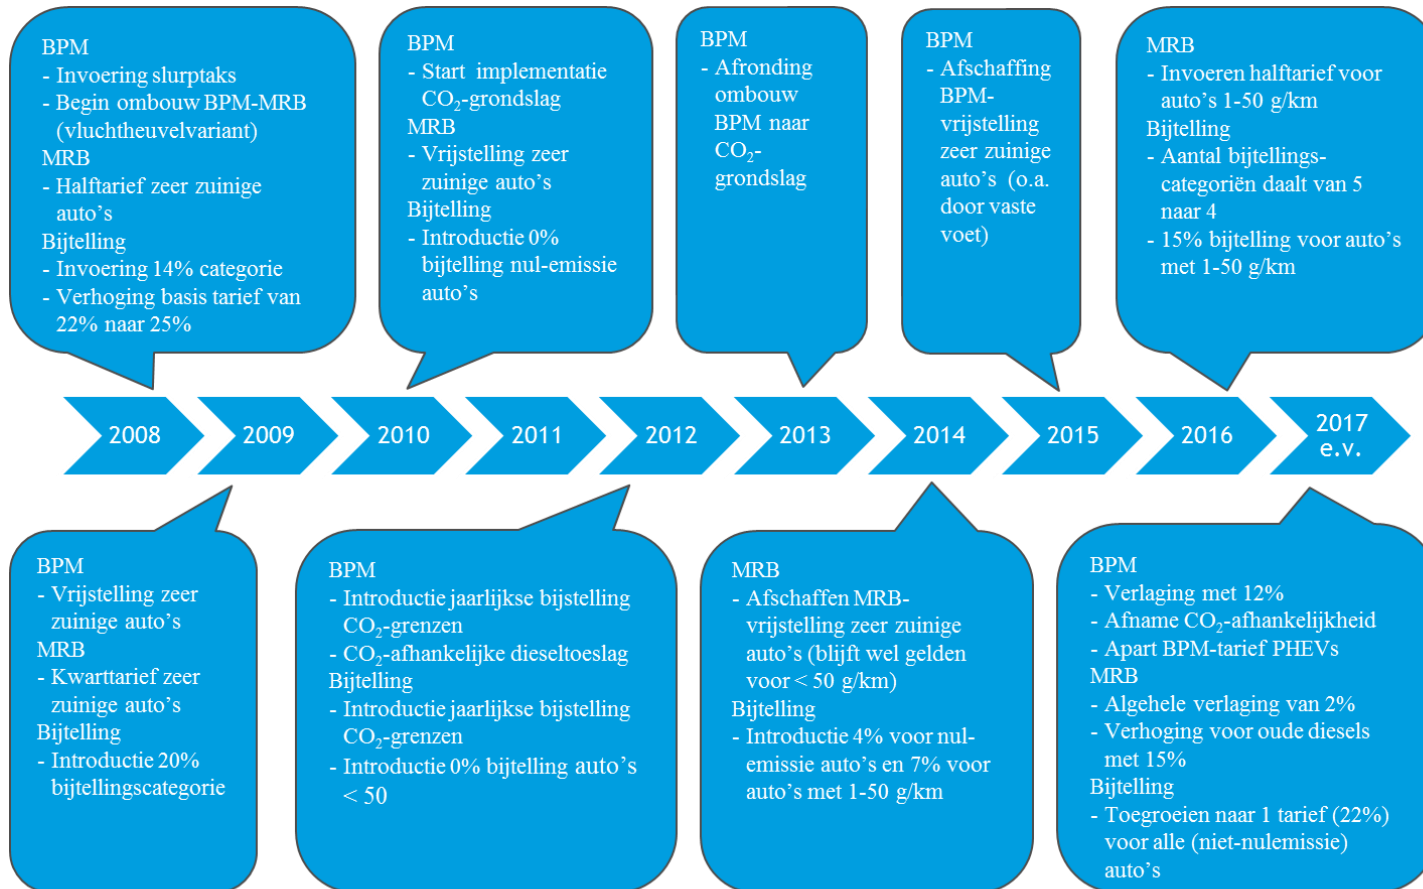 BPM
- Invoering slurptaks
- Begin ombouw BPM-MRB
(vluchtheuvelvariant)
MRB
- Halftarief zeer zuinige
auto’s
Bijtelling
- Invoering 14% categorie
- Verhoging basis tarief van
22% naar 25%
BPM
- Start implementatie
CO₂-grondslag
MRB
- Vrijstelling zeer
zuinige auto’s
Bijtelling
- Introductie 0%
bijtelling nul-emissie
auto’s
BPM
- Afronding
ombouw
BPM naar
CO₂-
grondslag
BPM
- Afschaffing
BPM-
vrijstelling
zeer zuinige
auto’s (o.a.
door vaste
voet)
MRB
- Invoeren halftarief voor
auto’s 1-50 g/km
Bijtelling
- Aantal bijtellings-
categoriën daalt van 5
naar 4
- 15% bijtelling voor auto’s
met 1-50 g/km
2008
2009
2010
2011
2012
2013
2014
2015
2016
2017
e.v.
BPM
- Vrijstelling zeer
zuinige auto’s
MRB
- Kwarttarief zeer
zuinige auto’s
Bijtelling
- Introductie 20%
bijtellingscategorie
BPM
- Introductie jaarlijkse bijstelling
CO₂-grenzen
- CO₂-afhankelijke dieseltoeslag
Bijtelling
- Introductie jaarlijkse bijstelling
CO₂-grenzen
- Introductie 0% bijtelling auto’s
< 50
MRB
- Afschaffen MRB-
vrijstelling zeer zuinige
auto’s (blijft wel gelden
voor < 50 g/km)
Bijtelling
- Introductie 4% voor nul-
emissie auto’s en 7% voor
auto’s met 1-50 g/km
BPM
- Verlaging met 12%
- Afname CO₂-afhankelijkheid
- Apart BPM-tarief PHEVs
MRB
- Algehele verlaging van 2%
- Verhoging voor oude diesels
met 15%
Bijtelling
- Toegroeien naar 1 tarief (22%)
voor alle (niet-nulemissie)
auto’s